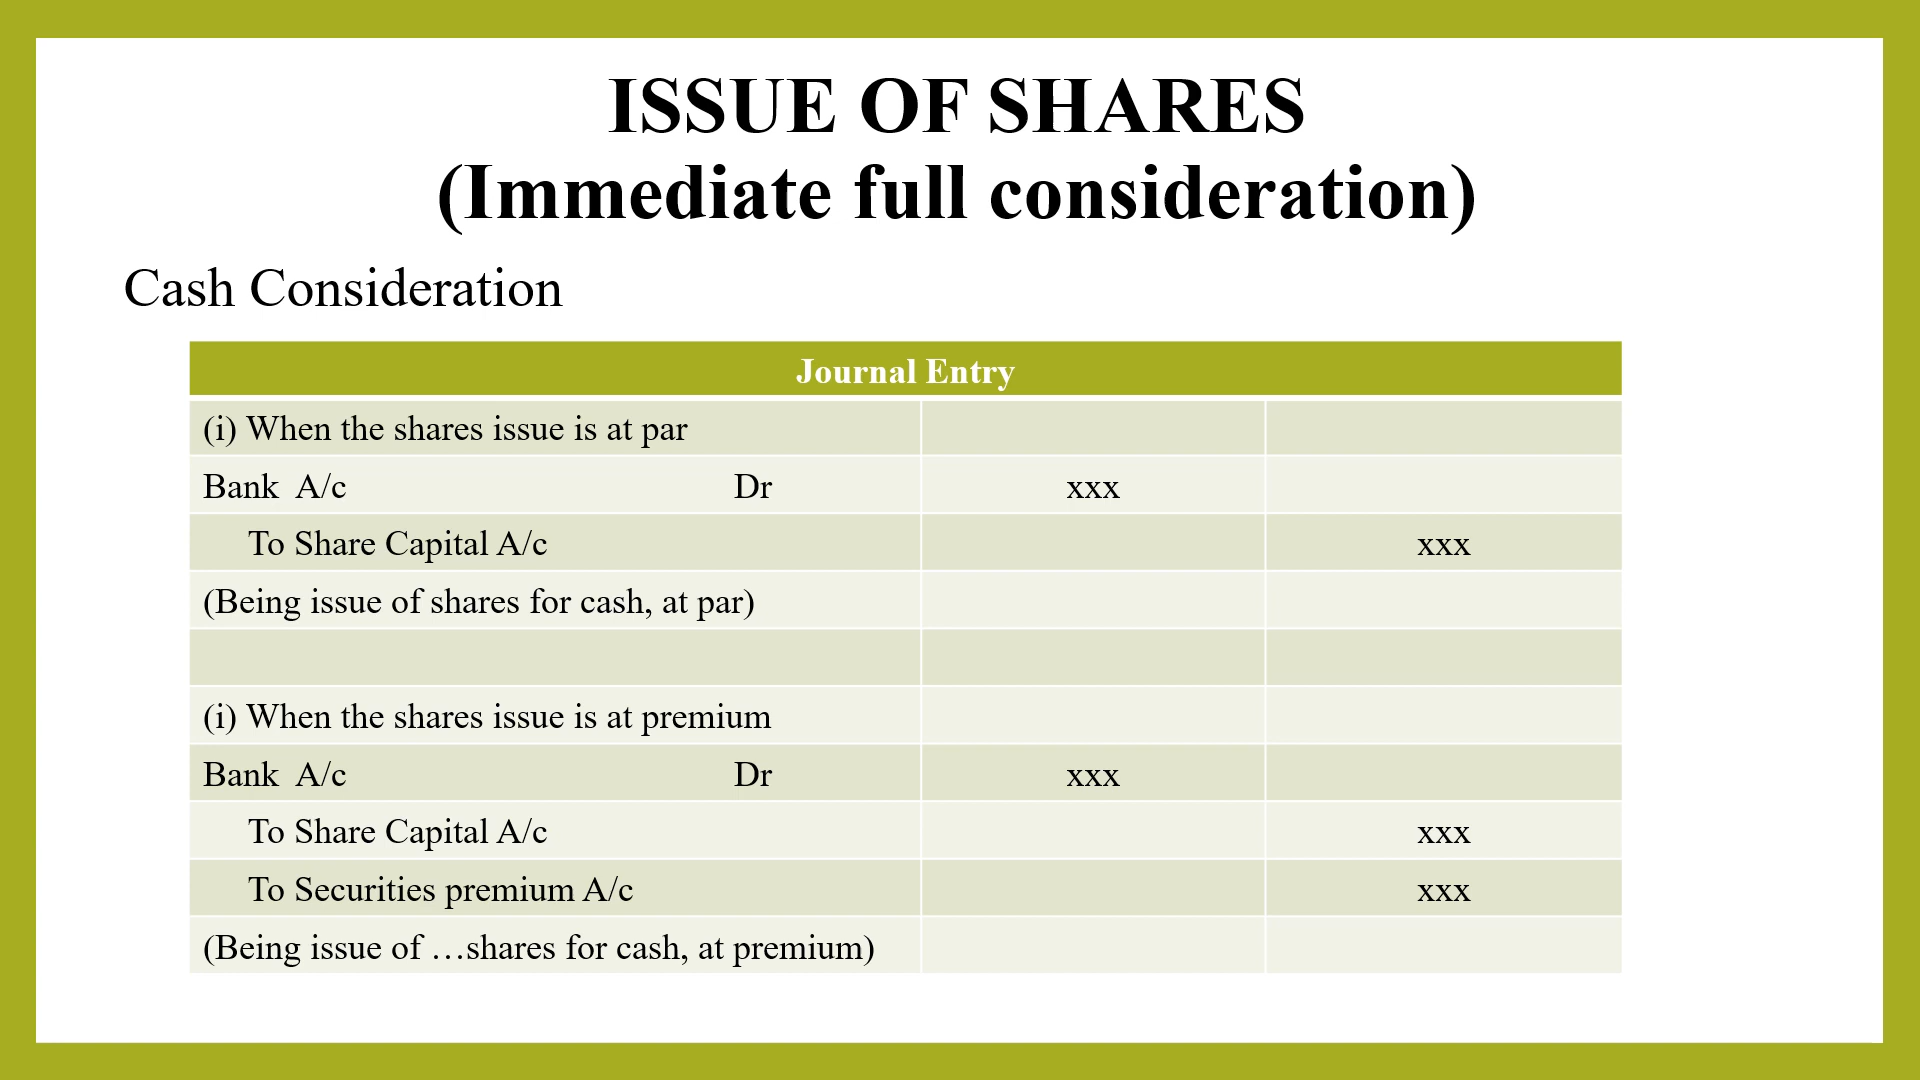 ISSUE OF SHARES
(Immediate full consideration)
Cash Consideration
Journal Entry
(i) When the shares issue is at par
Bank A/c Dr xxx
To Share Capital A/c xxx
(Being issue of shares for cash, at par)
(i) When the shares issue is at premium
Bank A/c Dr xxx
To Share Capital A/c xxx
To Securities premium A/c xxx
(Being issue of …shares for cash, at premium)